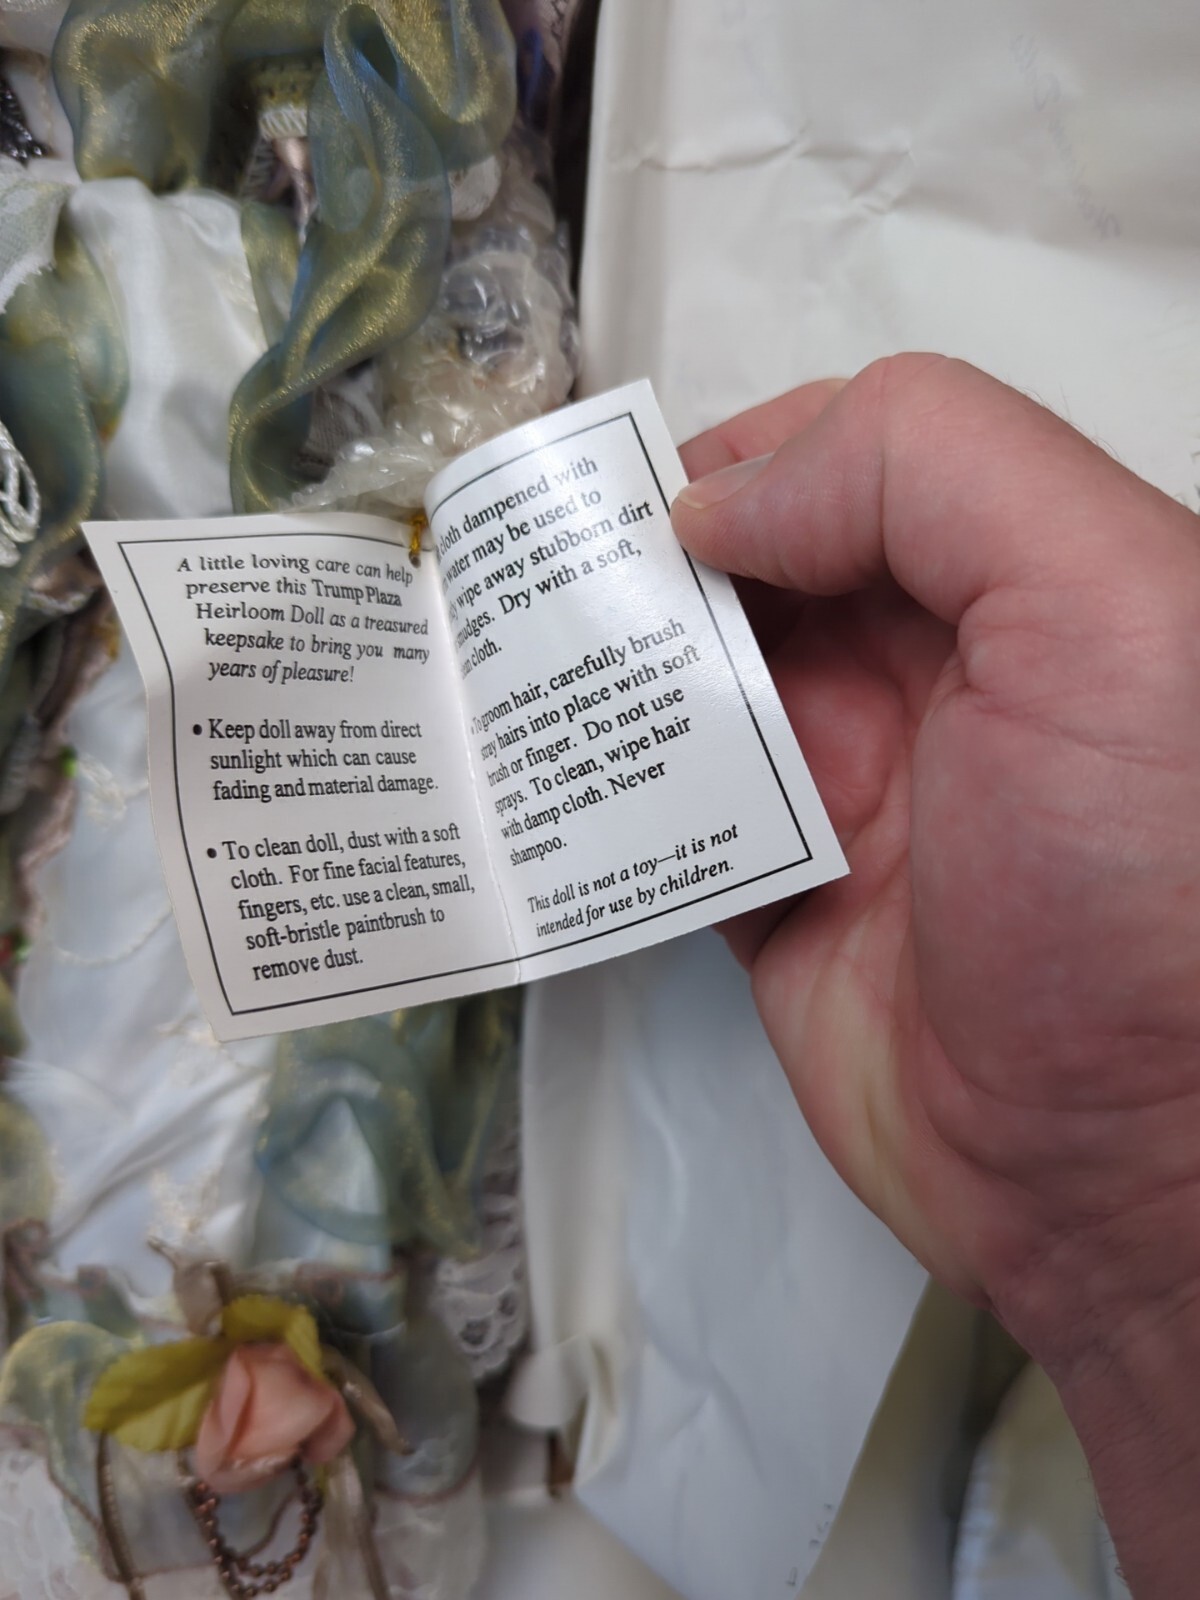 A little loving care can help
preserve this Trump Plaza
Heirloom Doll as a treasured
keepsake to bring you many
years of pleasure!
• Keep doll away from direct
sunlight which can cause
fading and material damage.
• To clean doll, dust with a soft
cloth. For fine facial features,
fingers, etc. use a clean, small,
soft-bristle paintbrush to
remove dust.
cloth dampened with
water may be used to
wipe away stubborn dirt
smudges. Dry with a soft,
cloth.
• To groom hair, carefully brush
stray hairs into place with soft
brush or finger. Do not use
sprays. To clean, wipe hair
with damp cloth. Never
shampoo.
This doll is not a toy—it is not
intended for use by children.